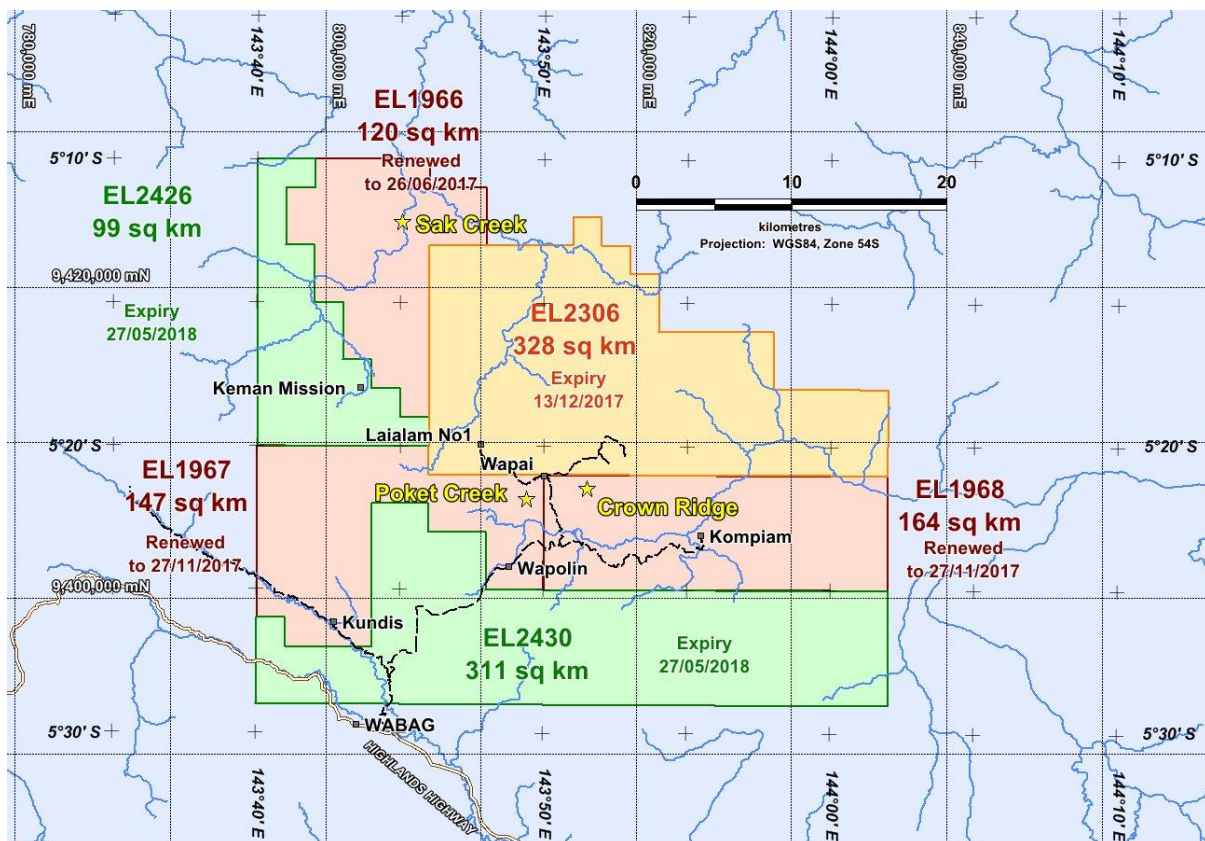 780,000 mE
143°40' E
800,000 mE
143°50' E
820,000 mE
144°00' E
840,000 mE
144°10' E
EL1966
120 sq km
Renewed
to 26/06/2017
5°10' S
5°10' S
0
10
20
kilometres
Projection: WGS84, Zone 54S
EL2426
99 sq km
Sak Creek
9,420,000 mN
Expiry
27/05/2018
EL2306
328 sq km
Expiry
13/12/2017
Keman Mission
Laialam No1
5°20' S
5°20' S
Wapai
EL1967
147 sq km
Renewed
to 27/11/2017
Poket Creek
Crown Ridge
EL1968
164 sq km
Renewed
to 27/11/2017
Kompiam
Wapolin
9,400,000 mN
Kundis
EL2430
311 sq km
Expiry
27/05/2018
WABAG
5°30' S
5°30' S
HIGHLANDS HIGHWAY
143°40' E
143°50' E
144°00' E
144°10' E